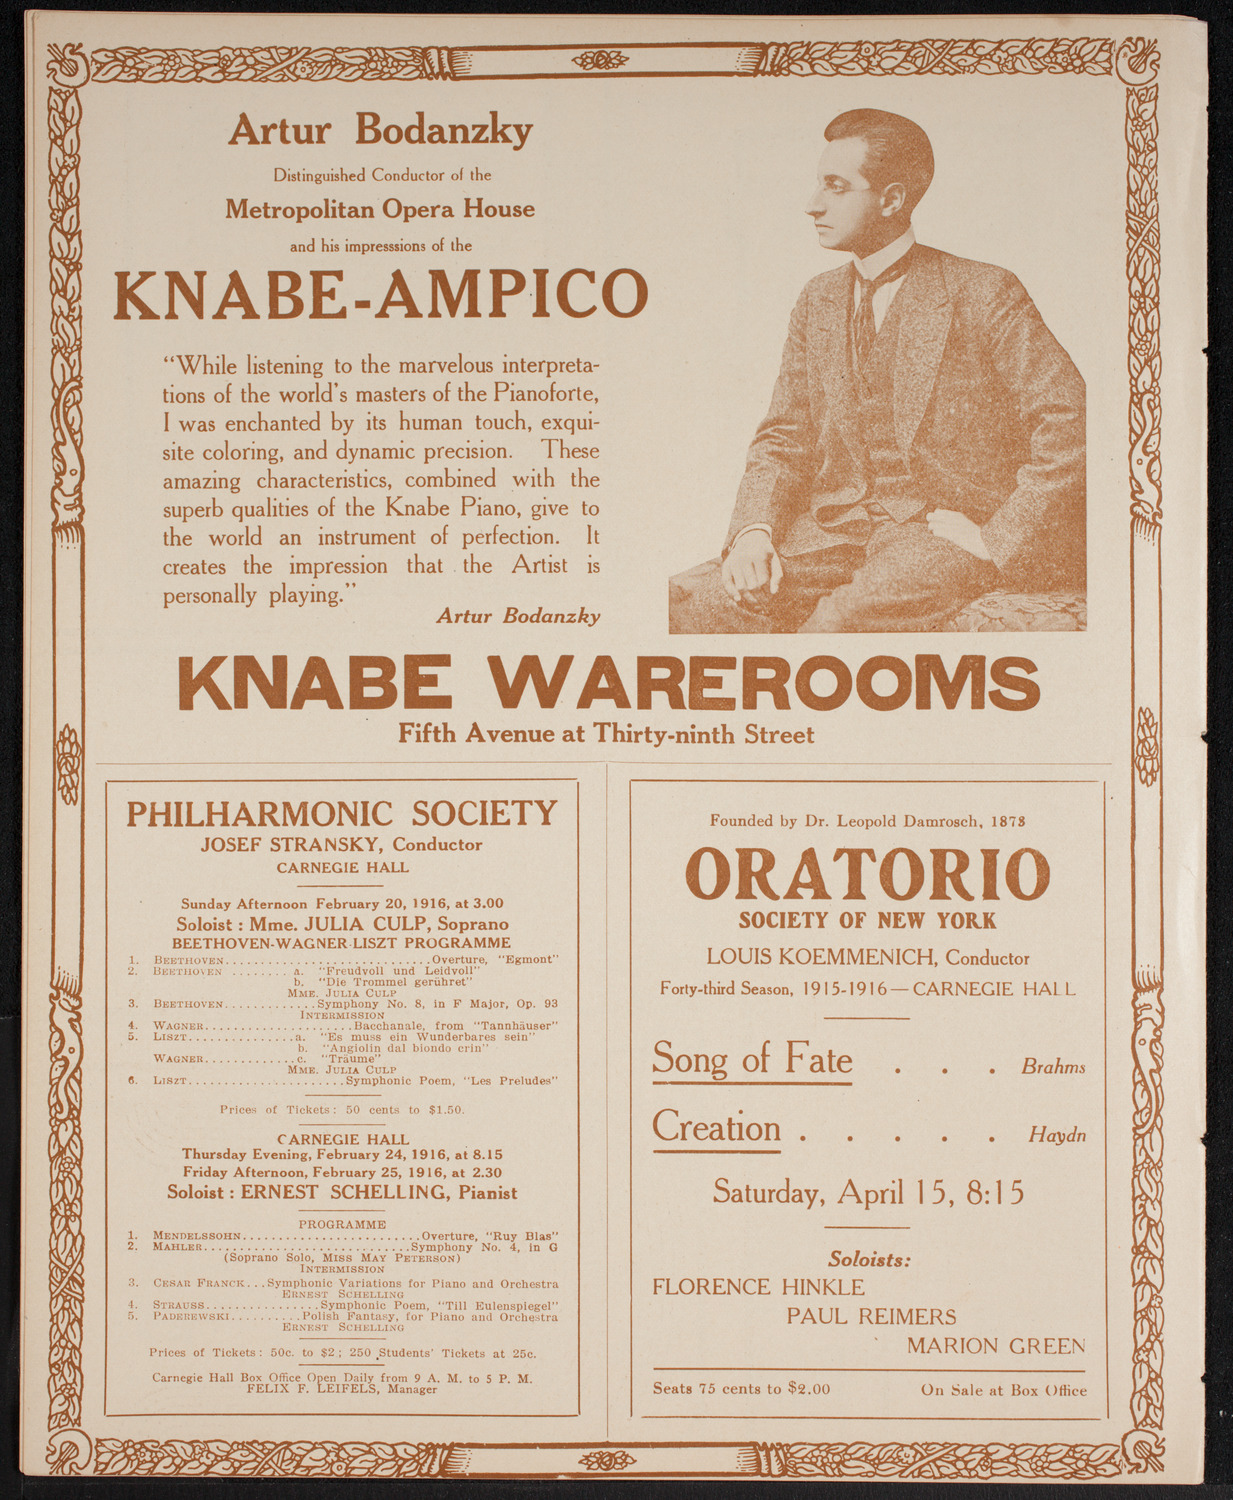 Artur Bodanzky
Distinguished Conductor of the
Metropolitan Opera House
and his impresssions of the
KNABE-AMPICO
“While listening to the marvelous interpreta-
tions of the world's masters of the Pianoforte,
I was enchanted by its human touch, exqui-
site coloring, and dynamic precision. These
amazing characteristics, combined with the
superb qualities of the Knabe Piano, give to
the world an instrument of perfection. It
creates the impression that the Artist is
personally playing.”
Artur Bodanzky
KNABE WAREROOMS
Fifth Avenue at Thirty-ninth Street
PHILHARMONIC SOCIETY
JOSEF STRANSKY, Conductor
CARNEGIE HALL
Sunday Afternoon February 20, 1916, at 3.00
Soloist : Mme. JULIA CULP, Soprano
BEETHOVEN-WAGNER-LISZT PROGRAMME
1. BEETHOVEN............................Overture, “Egmont”
2. BEETHOVEN ........ a. “Freudvoll und Leidvoll”
b. “Die Trommel gerühret”
MME. JULIA CULP
3. BEETHOVEN.............Symphony No. 8, in F Major, Op. 93
INTERMISSION
4. WAGNER.....................Bacchanale, from “Tannhäuser”
5. LISZT...............a. “Es muss ein Wunderbares sein”
b. “Angiolin dal biondo crin”
WAGNER.............c. “Träume”
MME. JULIA CULP
6. LISZT......................Symphonic Poem, “Les Preludes”
Prices of Tickets: 50 cents to $1.50.
CARNEGIE HALL
Thursday Evening, February 24, 1916, at 8.15
Friday Afternoon, February 25, 1916, at 2.30
Soloist : ERNEST SCHELLING, Pianist
PROGRAMME
1. MENDELSSOHN.........................Overture, “Ruy Blas”
2. MAHLER.............................Symphony No. 4, in G
(Soprano Solo, MISS MAY PETERSON)
INTERMISSION
3. CESAR FRANCK...Symphonic Variations for Piano and Orchestra
ERNEST SCHELLING
4. STRAUSS................Symphonic Poem, “Till Eulenspiegel”
5. PADEREWSKI..........Polish Fantasy, for Piano and Orchestra
ERNEST SCHELLING
Prices of Tickets: 50c. to $2; 250 Students' Tickets at 25c.
Carnegie Hall Box Office Open Daily from 9 A. M. to 5 P. M.
FELIX F. LEIFELS, Manager
Founded by Dr. Leopold Damrosch, 1873
ORATORIO
SOCIETY OF NEW YORK
LOUIS KOEMMENICH, Conductor
Forty-third Season, 1915-1916—CARNEGIE HALL
Song of Fate . . . Brahms
Creation . . . . . Haydn
Saturday, April 15, 8:15
Soloists:
FLORENCE HINKLE
PAUL REIMERS
MARION GREEN
Seats 75 cents to $2.00 On Sale at Box Office